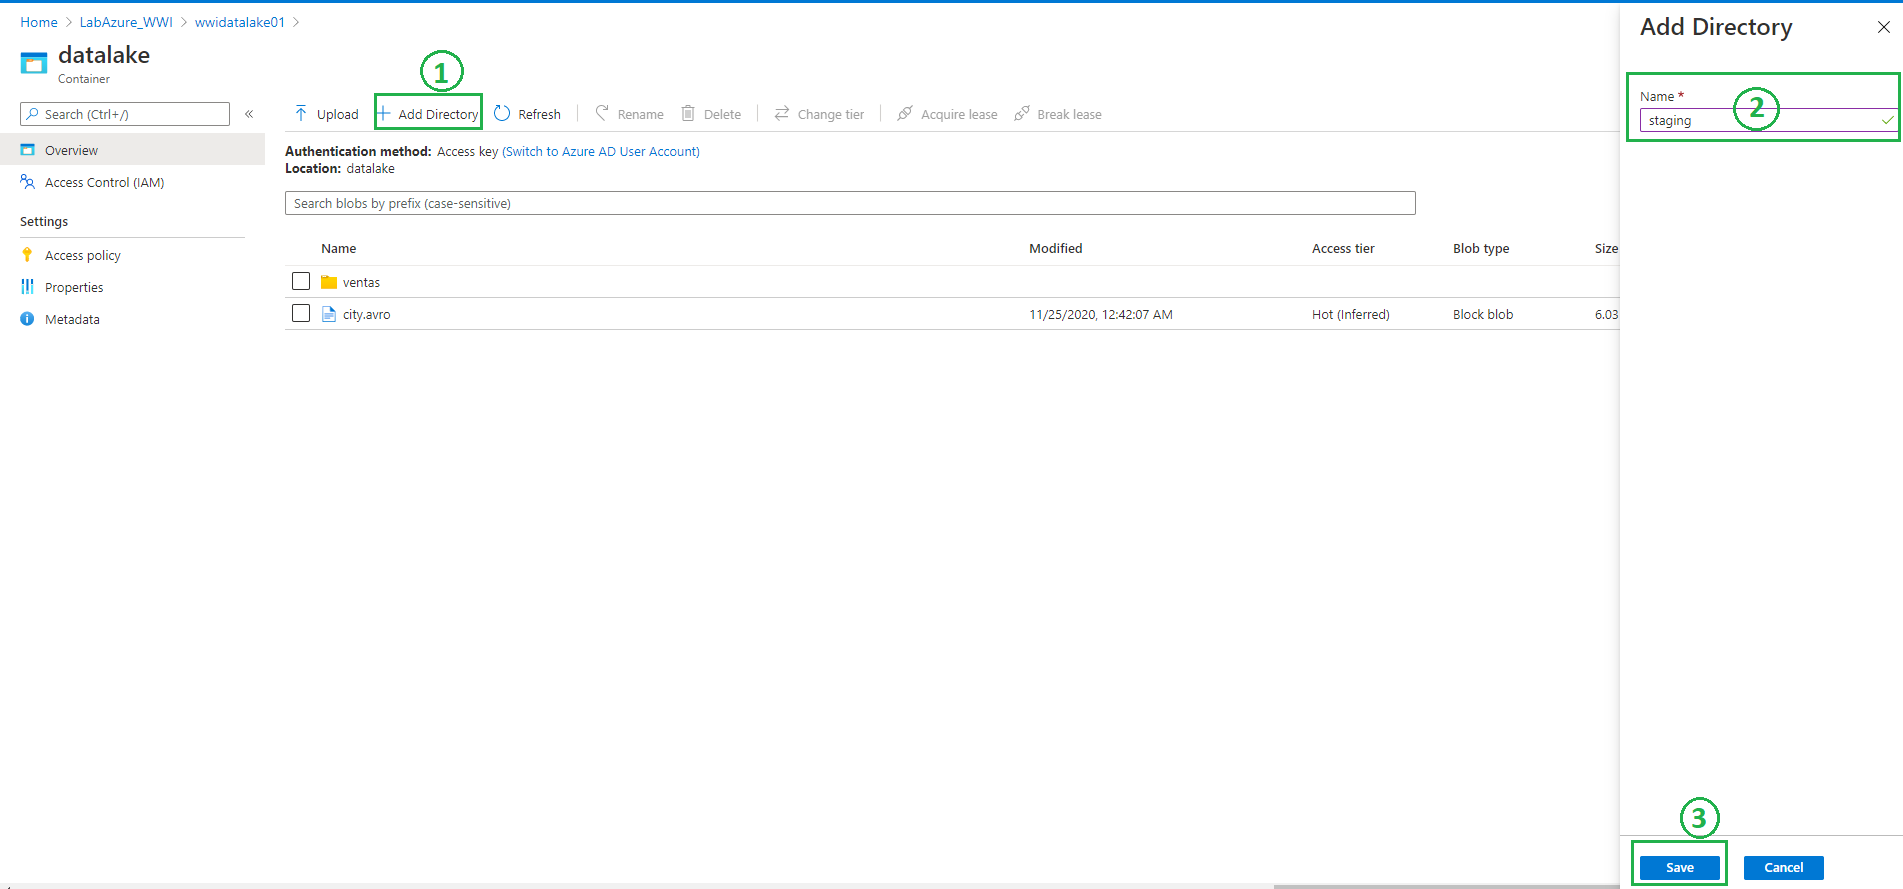 Home > LabAzure_WWI > wwidatalake01 >
datalake
Container
Search (Ctrl+/)
«
Overview
Access Control (IAM)
Settings
Access policy
Properties
Metadata
1
Upload
Add Directory
Refresh
Rename
Delete
Change tier
Acquire lease
Break lease
Authentication method: Access key (Switch to Azure AD User Account)
Location: datalake
Search blobs by prefix (case-sensitive)
Name Modified Access tier Blob type Size
ventas
city.avro 11/25/2020, 12:42:07 AM Hot (Inferred) Block blob 6.03
Add Directory
Name *
2
staging
3
Save
Cancel